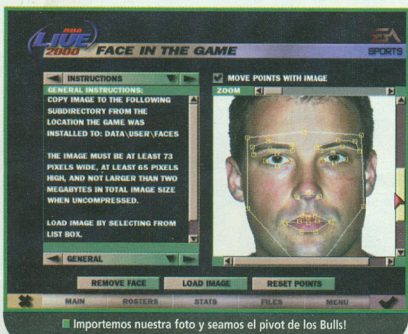 NBA
LIVE
2000
FACE IN THE GAME
EA
SPORTS
INSTRUCTIONS
MOVE POINTS WITH IMAGE
GENERAL INSTRUCTIONS:
ZOOM
COPY IMAGE TO THE FOLLOWING
SUBDIRECTORY FROM THE
LOCATION THE GAME WAS
INSTALLED TO: DATA\USER\FACES
THE IMAGE MUST BE AT LEAST 73
PIXELS WIDE, AT LEAST 65 PIXELS
HIGH, AND NOT LARGER THAN TWO
MEGABYTES IN TOTAL IMAGE SIZE
WHEN UNCOMPRESSED.
LOAD IMAGE BY SELECTING FROM
LIST BOX.
GENERAL
REMOVE FACE
LOAD IMAGE
RESET POINTS
MAIN
ROSTERS
STATS
FILES
MENU
Importemos nuestra foto y seamos el pivot de los Bulls!